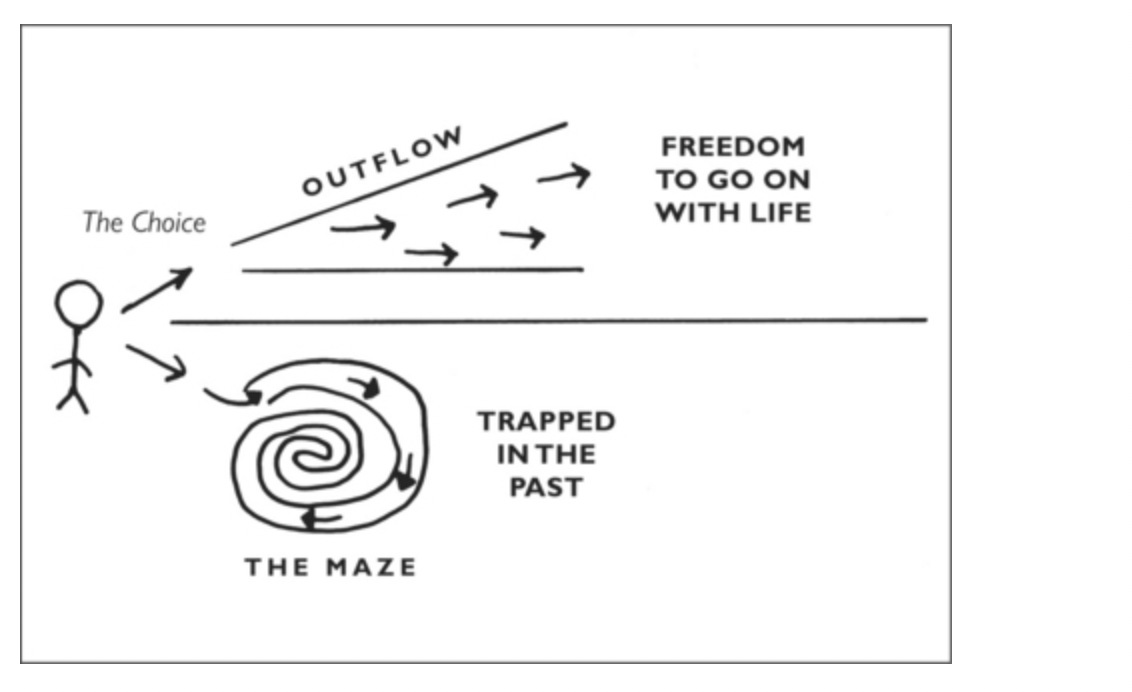 OUTFLOW
FREEDOM
TO GO ON
WITH LIFE
The Choice
TRAPPED
IN THE
PAST
THE MAZE